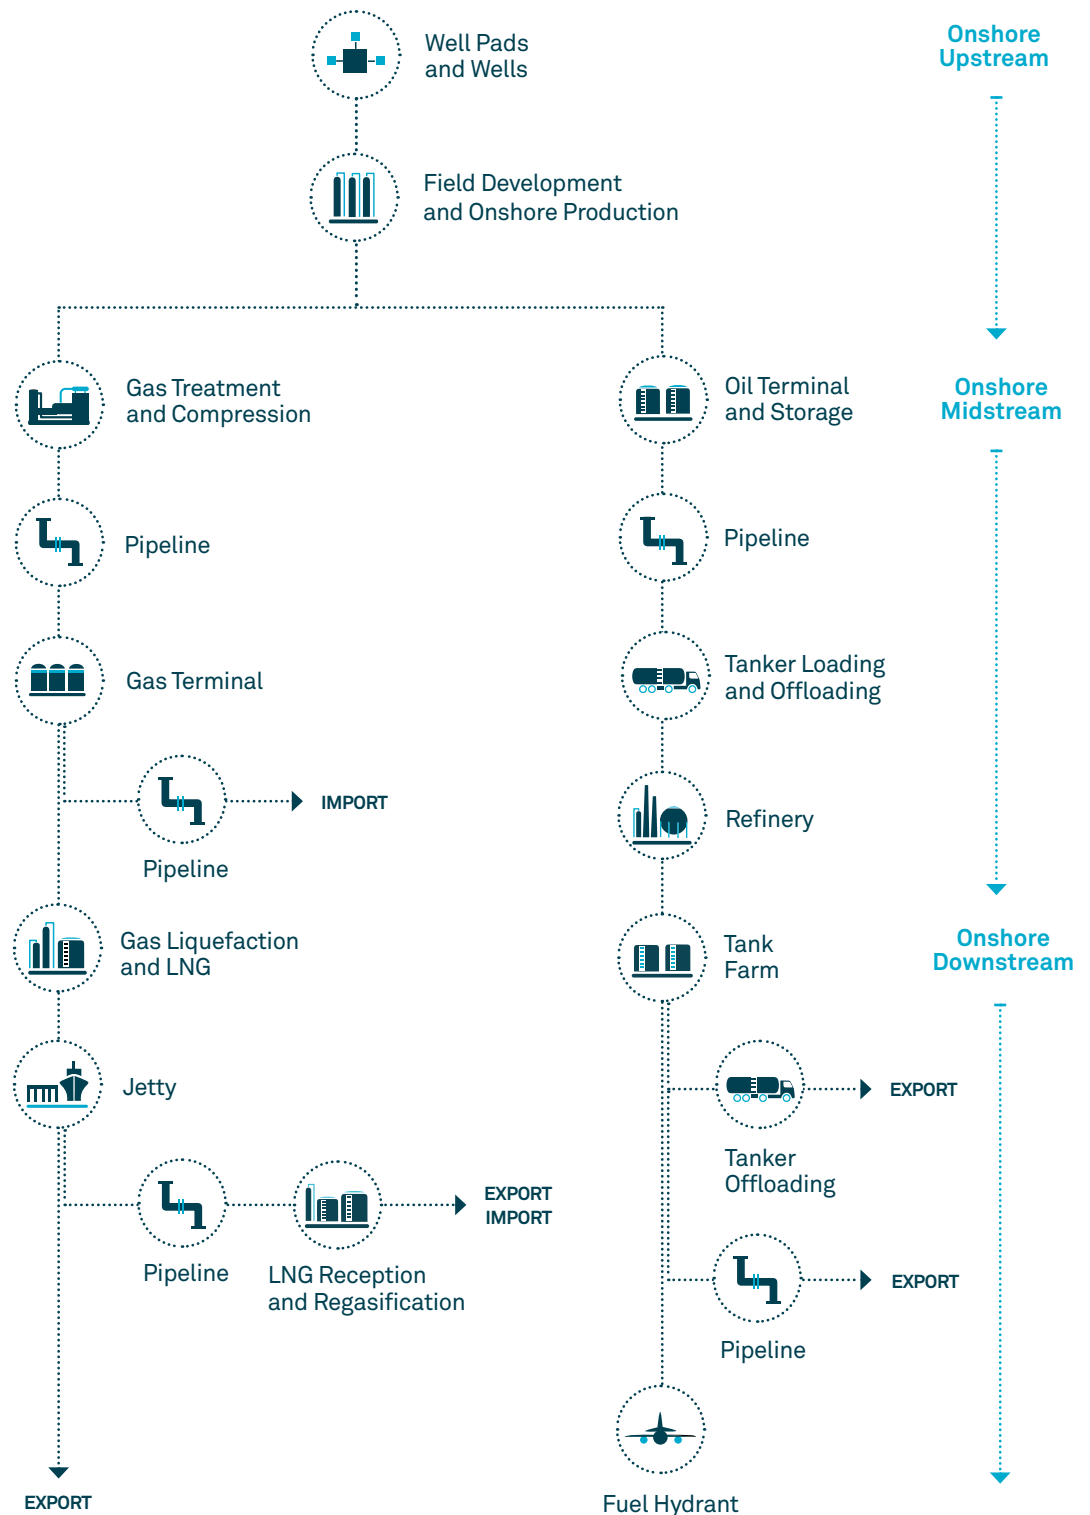 Well Pads
and Wells
Onshore
Upstream
Field Development
and Onshore Production
Gas Treatment
and Compression
Oil Terminal
and Storage
Onshore
Midstream
Pipeline
Pipeline
Gas Terminal
Tanker Loading
and Offloading
IMPORT
Pipeline
Refinery
Gas Liquefaction
and LNG
Tank
Farm
Onshore
Downstream
Jetty
EXPORT
Tanker
Offloading
EXPORT
IMPORT
Pipeline
LNG Reception
and Regasification
EXPORT
Pipeline
EXPORT
Fuel Hydrant